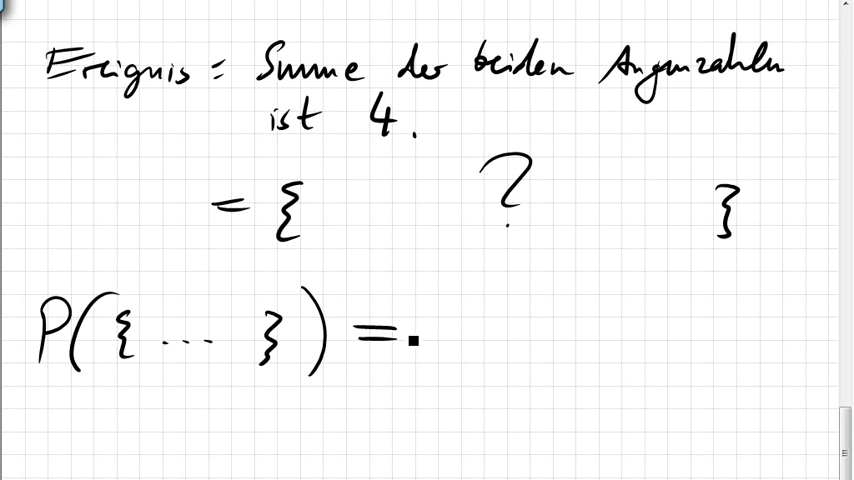 Ereignis = Summe der beiden Augenzahlen
ist 4.
= { ? }
P({ ... }) =